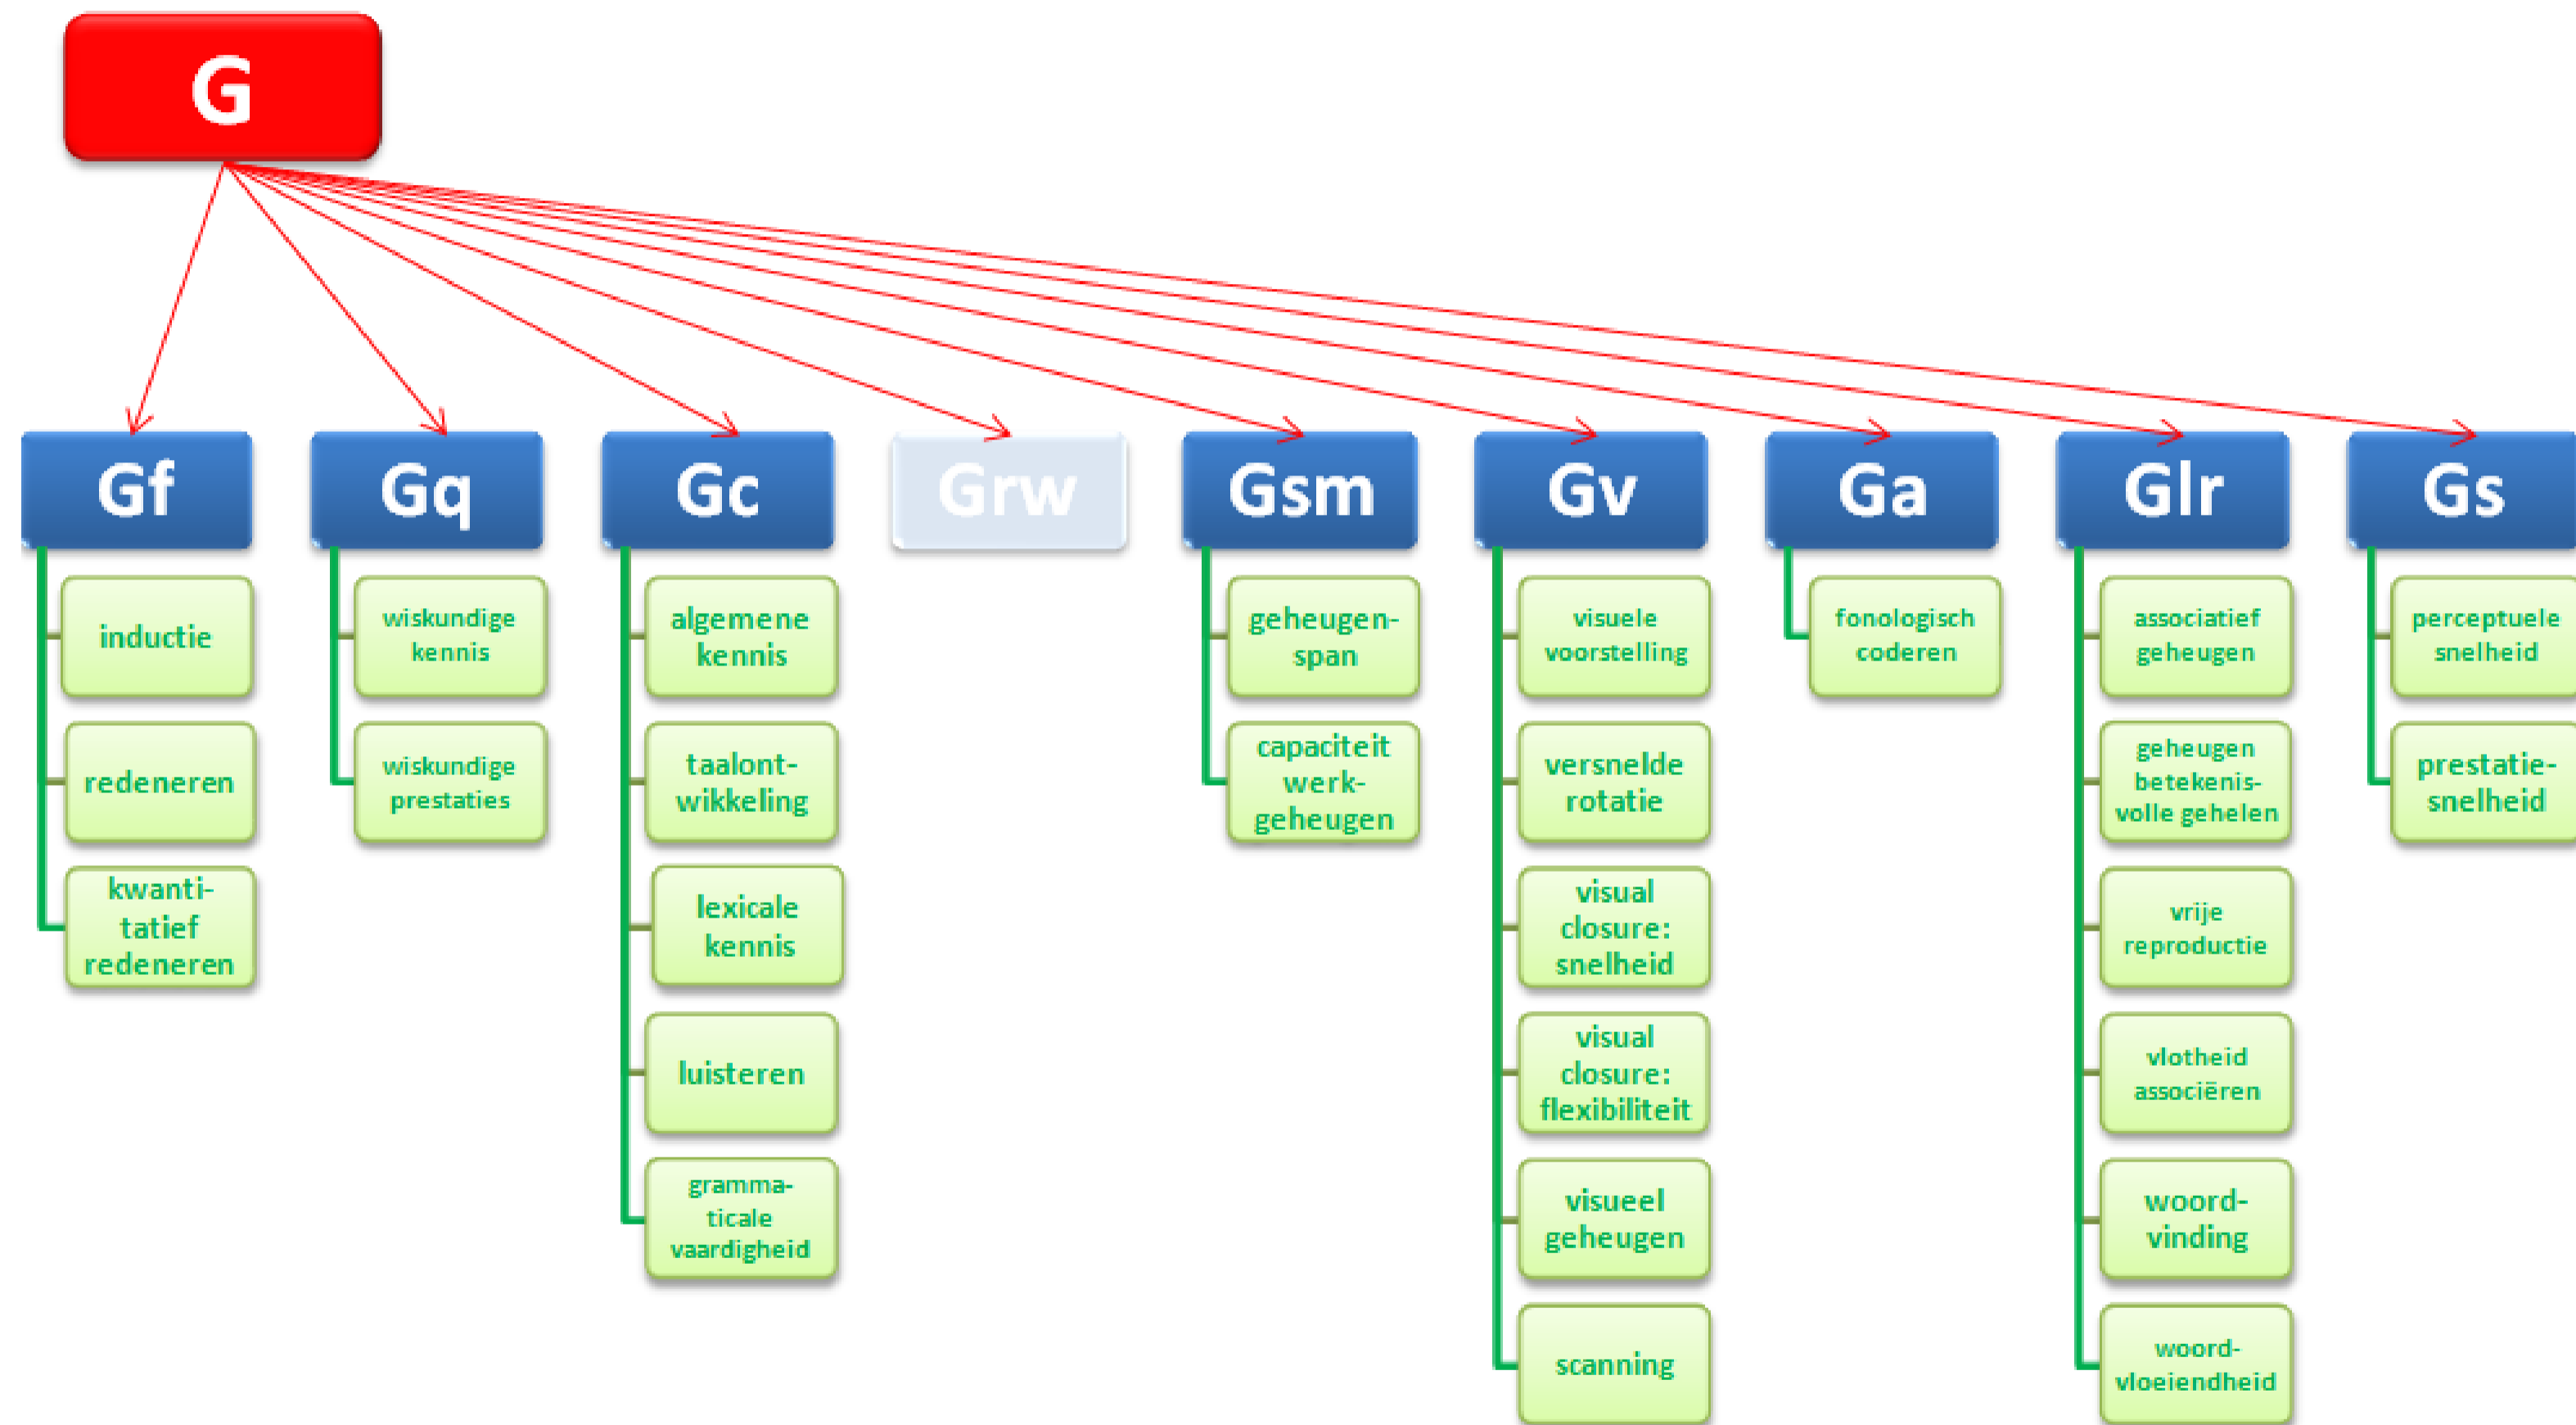 G
Gf
Gq
Gc
Grw
Gsm
Gv
Ga
Glr
Gs
inductie
redeneren
kwanti-
tatief
redeneren
wiskundige
kennis
wiskundige
prestaties
algemene
kennis
taalont-
wikkeling
lexicale
kennis
luisteren
gramma-
ticale
vaardigheid
geheugen-
span
capaciteit
werk-
geheugen
visuele
voorstelling
versnelde
rotatie
visual
closure:
snelheid
visual
closure:
flexibiliteit
visueel
geheugen
scanning
fonologisch
coderen
associatief
geheugen
geheugen
betekenis-
volle gehelen
vrije
reproductie
vlotheid
associëren
woord-
vinding
woord-
vloeiendheid
perceptuele
snelheid
prestatie-
snelheid